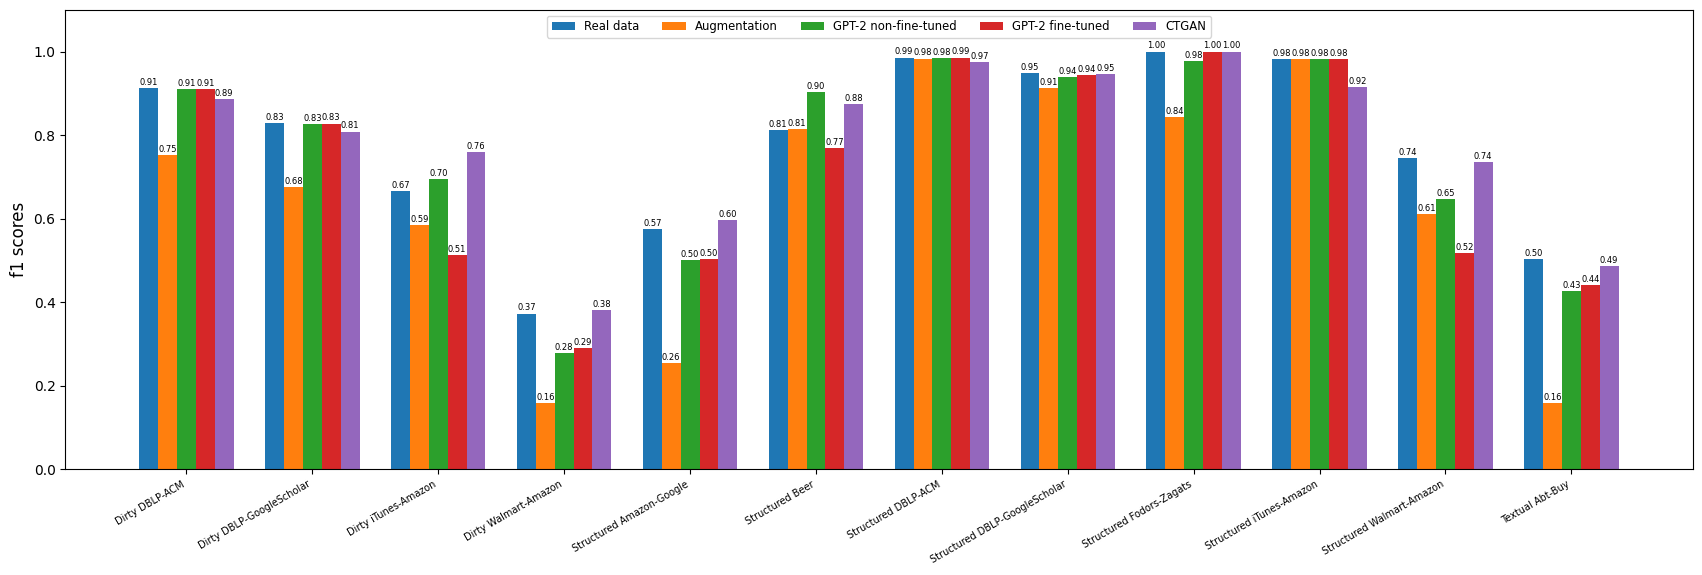 Real data
Augmentation
GPT-2 non-fine-tuned
GPT-2 fine-tuned
CTGAN
f1 scores
1.0
0.8
0.6
0.4
0.2
0.0
0.91 0.75 0.91 0.91 0.89
0.83 0.68 0.83 0.83 0.81
0.67 0.59 0.70 0.51 0.76
0.37 0.16 0.28 0.29 0.38
0.57 0.26 0.50 0.50 0.60
0.81 0.81 0.90 0.77 0.88
0.99 0.98 0.98 0.99 0.97
0.95 0.91 0.94 0.94 0.95
1.00 0.84 0.98 1.00 1.00
0.98 0.98 0.98 0.98 0.92
0.74 0.61 0.65 0.52 0.74
0.50 0.16 0.43 0.44 0.49
Dirty DBLP-ACM
Dirty DBLP-GoogleScholar
Dirty iTunes-Amazon
Dirty Walmart-Amazon
Structured Amazon-Google
Structured Beer
Structured DBLP-ACM
Structured DBLP-GoogleScholar
Structured Fodors-Zagats
Structured iTunes-Amazon
Structured Walmart-Amazon
Textual Abt-Buy